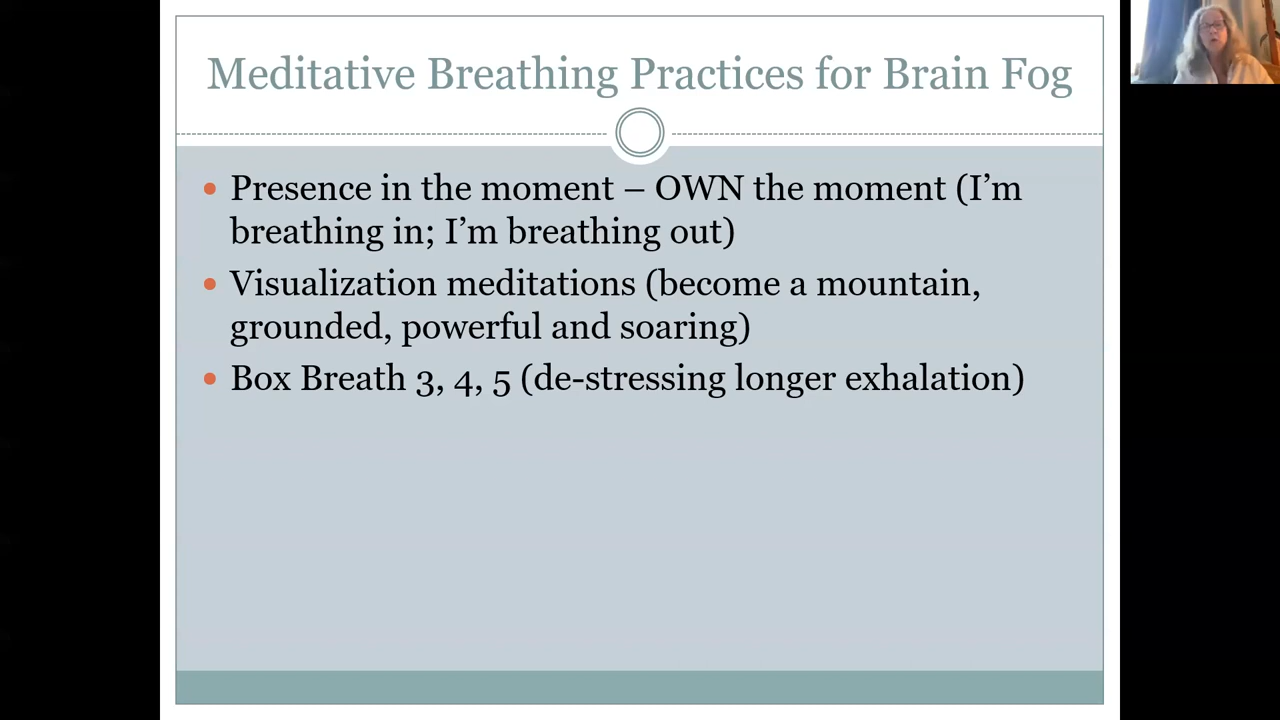 Meditative Breathing Practices for Brain Fog
• Presence in the moment – OWN the moment (I’m
breathing in; I’m breathing out)
• Visualization meditations (become a mountain,
grounded, powerful and soaring)
• Box Breath 3, 4, 5 (de-stressing longer exhalation)